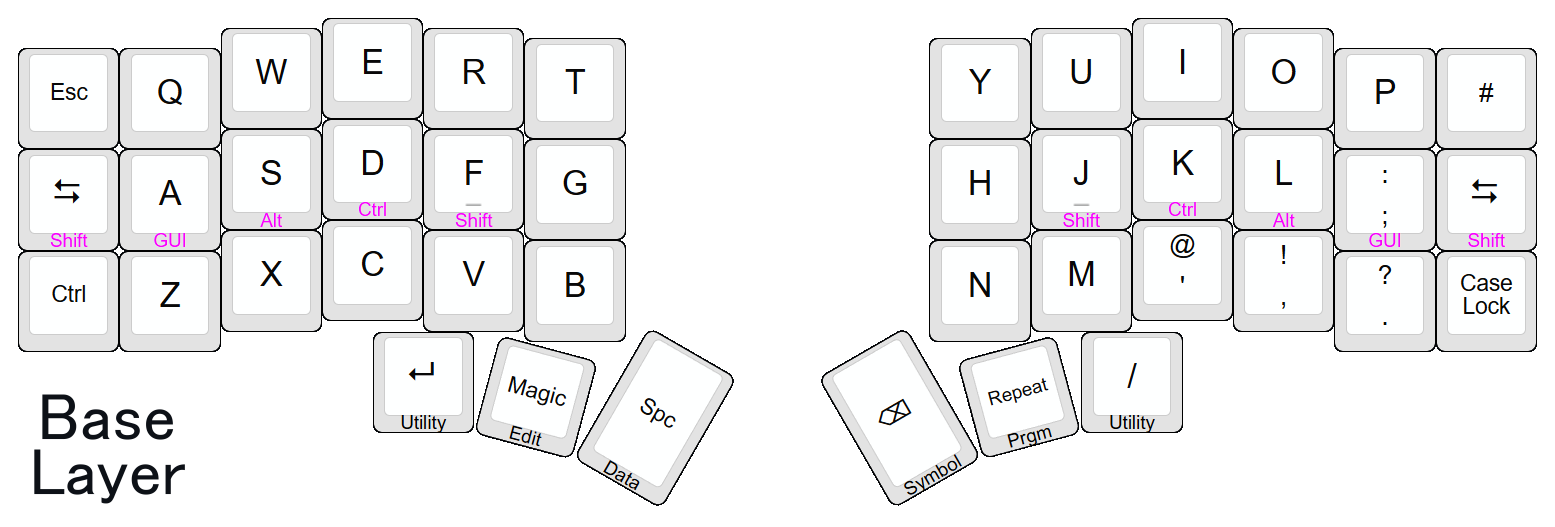 Esc Q W E R T Y U I O P #
⇆ A S D F G H J K L : ⇆
_ _ ;
Shift GUI Alt Ctrl Shift Shift Ctrl Alt GUI Shift
Ctrl Z X C V B N M @ ! ? Case
' , . Lock
↵ Magic Spc ⌫ Repeat /
Utility Edit Data Symbol Prgm Utility
Base
Layer